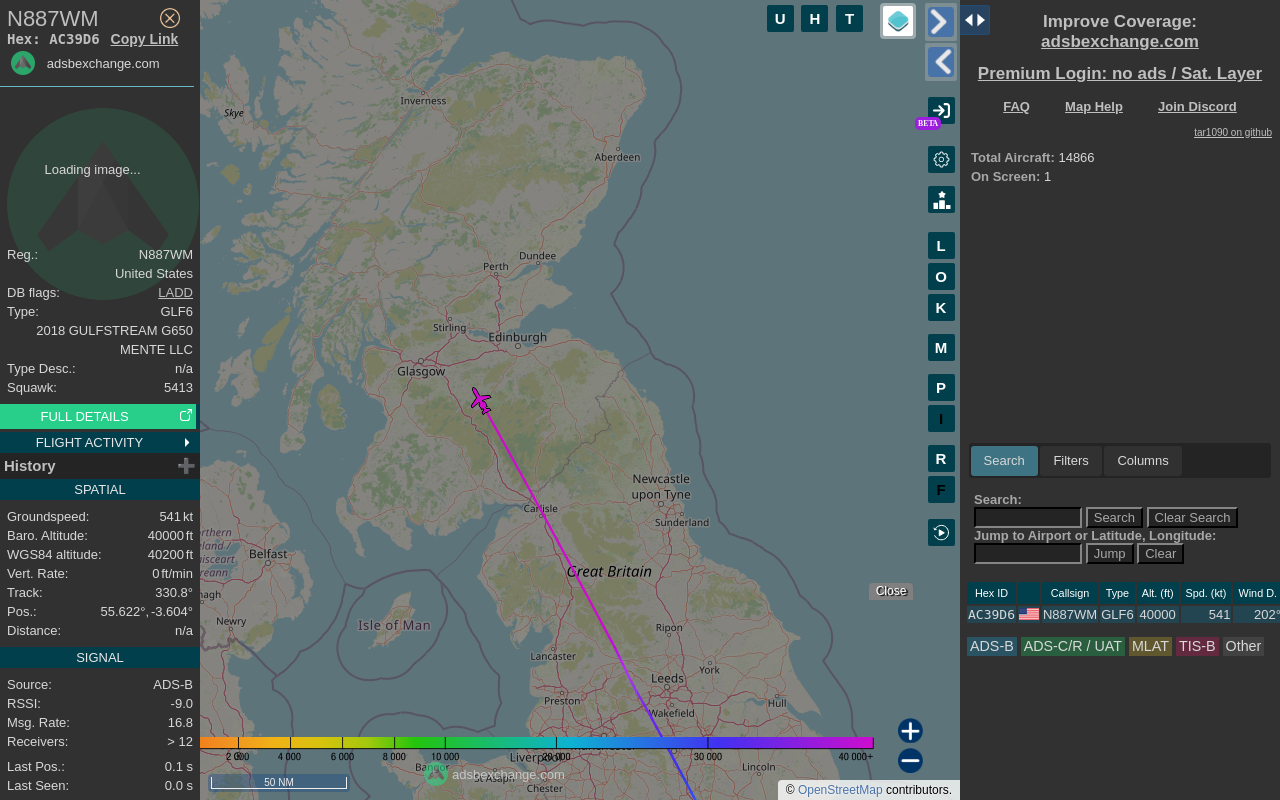 N887WM
Hex: AC39D6 Copy Link
adsbexchange.com
Loading image...
Reg.: N887WM
United States
DB flags: LADD
Type: GLF6
2018 GULFSTREAM G650
MENTE LLC
Type Desc.: n/a
Squawk: 5413
FULL DETAILS
FLIGHT ACTIVITY
History
SPATIAL
Groundspeed: 541 kt
Baro. Altitude: 40000 ft
WGS84 altitude: 40200 ft
Vert. Rate: 0 ft/min
Track: 330.8°
Pos.: 55.622°, -3.604°
Distance: n/a
SIGNAL
Source: ADS-B
RSSI: -9.0
Msg. Rate: 16.8
Receivers: > 12
Last Pos.: 0.1 s
Last Seen: 0.0 s
U H T
BETA
L
O
K
M
P
I
R
F
Inverness
Skye
Aberdeen
Dundee
Perth
Stirling
Edinburgh
Glasgow
Newcastle
upon Tyne
Carlisle
Sunderland
Belfast
Great Britain
Newry
Isle of Man
Ripon
Lancaster
York
Leeds
Preston
Hull
Wakefield
Liverpool
Bangor
St Asaph
Lincoln
Chester
Close
2 000 4 000 6 000 8 000 10 000 20 000 30 000 40 000+
adsbexchange.com
50 NM
© OpenStreetMap contributors.
Improve Coverage:
adsbexchange.com
Premium Login: no ads / Sat. Layer
FAQ Map Help Join Discord
tar1090 on github
Total Aircraft: 14866
On Screen: 1
Search Filters Columns
Search:
Search Clear Search
Jump to Airport or Latitude, Longitude:
Jump Clear
Hex ID Callsign Type Alt. (ft) Spd. (kt) Wind D.
AC39D6 N887WM GLF6 40000 541 202°
ADS-B ADS-C/R / UAT MLAT TIS-B Other